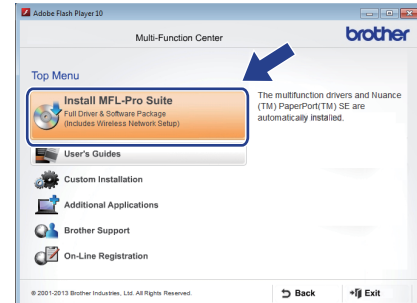 Adobe Flash Player 10
Multi-Function Center
brother
Top Menu
Install MFL-Pro Suite
Full Driver & Software Package
(Includes Wireless Network Setup)
The multifunction drivers and Nuance
(TM) PaperPort(TM) SE are
automatically installed.
User's Guides
Custom Installation
Additional Applications
Brother Support
On-Line Registration
© 2001-2013 Brother Industries, Ltd. All Rights Reserved.
Back
Exit